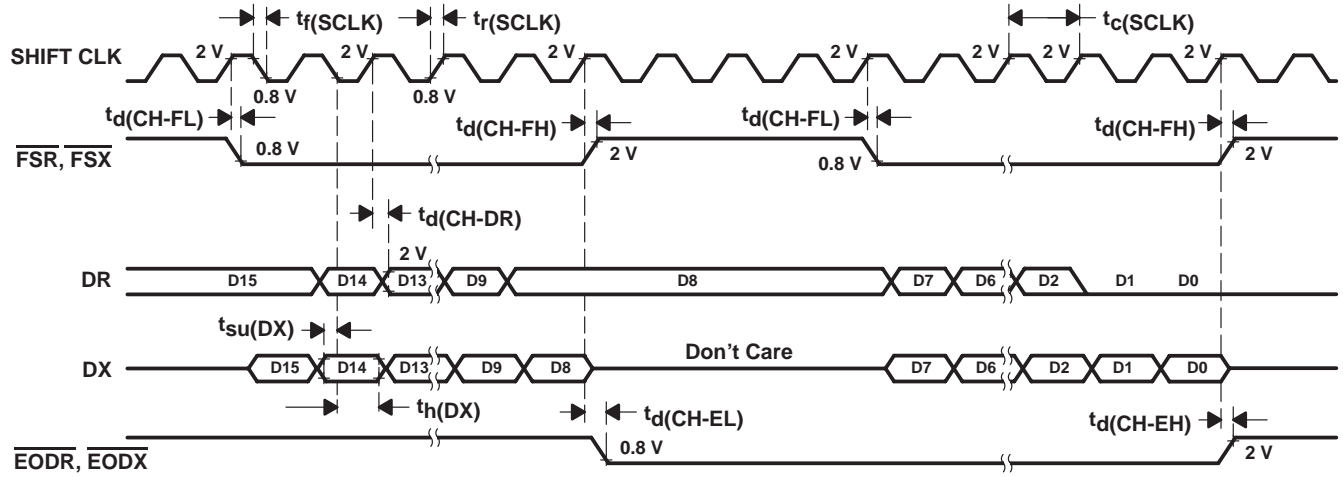 tf(SCLK)
tr(SCLK)
tc(SCLK)
SHIFT CLK
2 V
2 V
2 V
2 V
2 V
2 V
2 V
2 V
0.8 V
0.8 V
td(CH-FL)
td(CH-FH)
td(CH-FL)
td(CH-FH)
FSR, FSX
0.8 V
2 V
0.8 V
2 V
td(CH-DR)
2 V
DR
D15
D14
D13
D9
D8
D7
D6
D2
D1
D0
tsu(DX)
Don't Care
DX
D15
D14
D13
D9
D8
D7
D6
D2
D1
D0
th(DX)
td(CH-EL)
td(CH-EH)
EODR, EODX
0.8 V
2 V